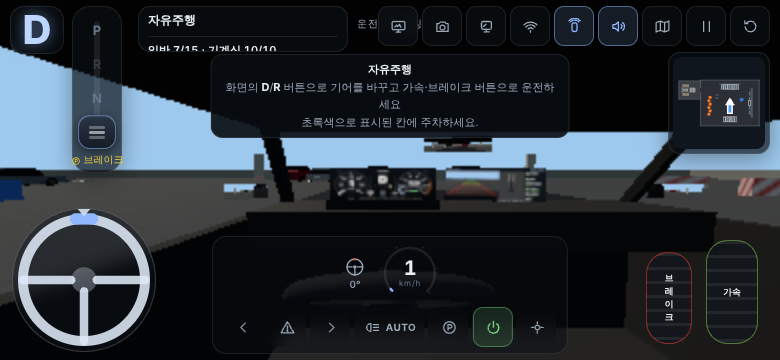 D
P
R
N
브레이크
자유주행
일반 7/15 · 기계식 10/10
운전
자유주행
화면의 D/R 버튼으로 기어를 바꾸고 가속·브레이크 버튼으로 운전하
세요
초록색으로 표시된 칸에 주차하세요.
0°
1
km/h
AUTO
P
브
레
이
크
가속